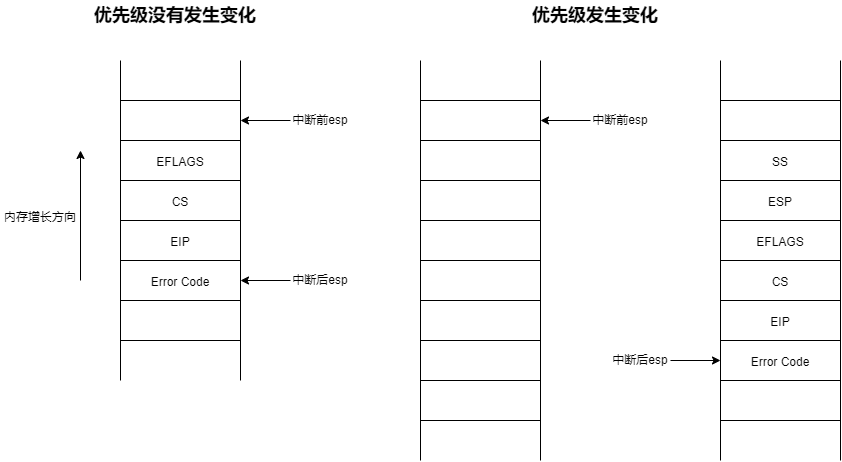 优先级没有发生变化
优先级发生变化
中断前esp
EFLAGS
CS
EIP
Error Code
中断后esp
内存增长方向
中断前esp
SS
ESP
EFLAGS
CS
EIP
Error Code
中断后esp